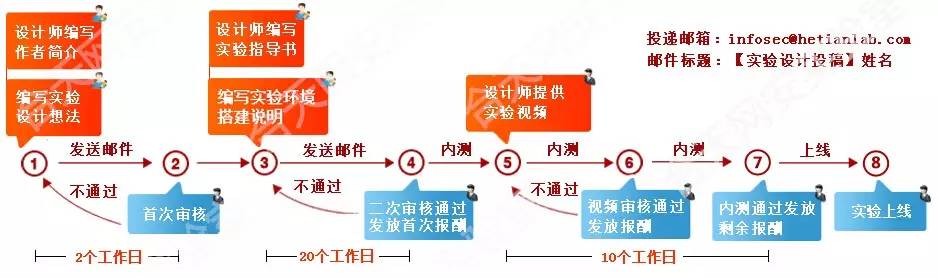 设计师编写
作者简介
编写实验
设计想法
设计师编写
实验指导书
编写实验环境
搭建说明
设计师提供
实验视频
投递邮箱：infosec@hetianlab.com
邮件标题：【实验设计投稿】姓名
1 发送邮件 2 3 发送邮件 4 内测 5 内测 6 内测 7 上线 8
不通过 不通过 不通过
首次审核
二次审核通过
发放首次报酬
视频审核通过
发放报酬
内测通过发放
剩余报酬
实验上线
2个工作日 20个工作日 10个工作日